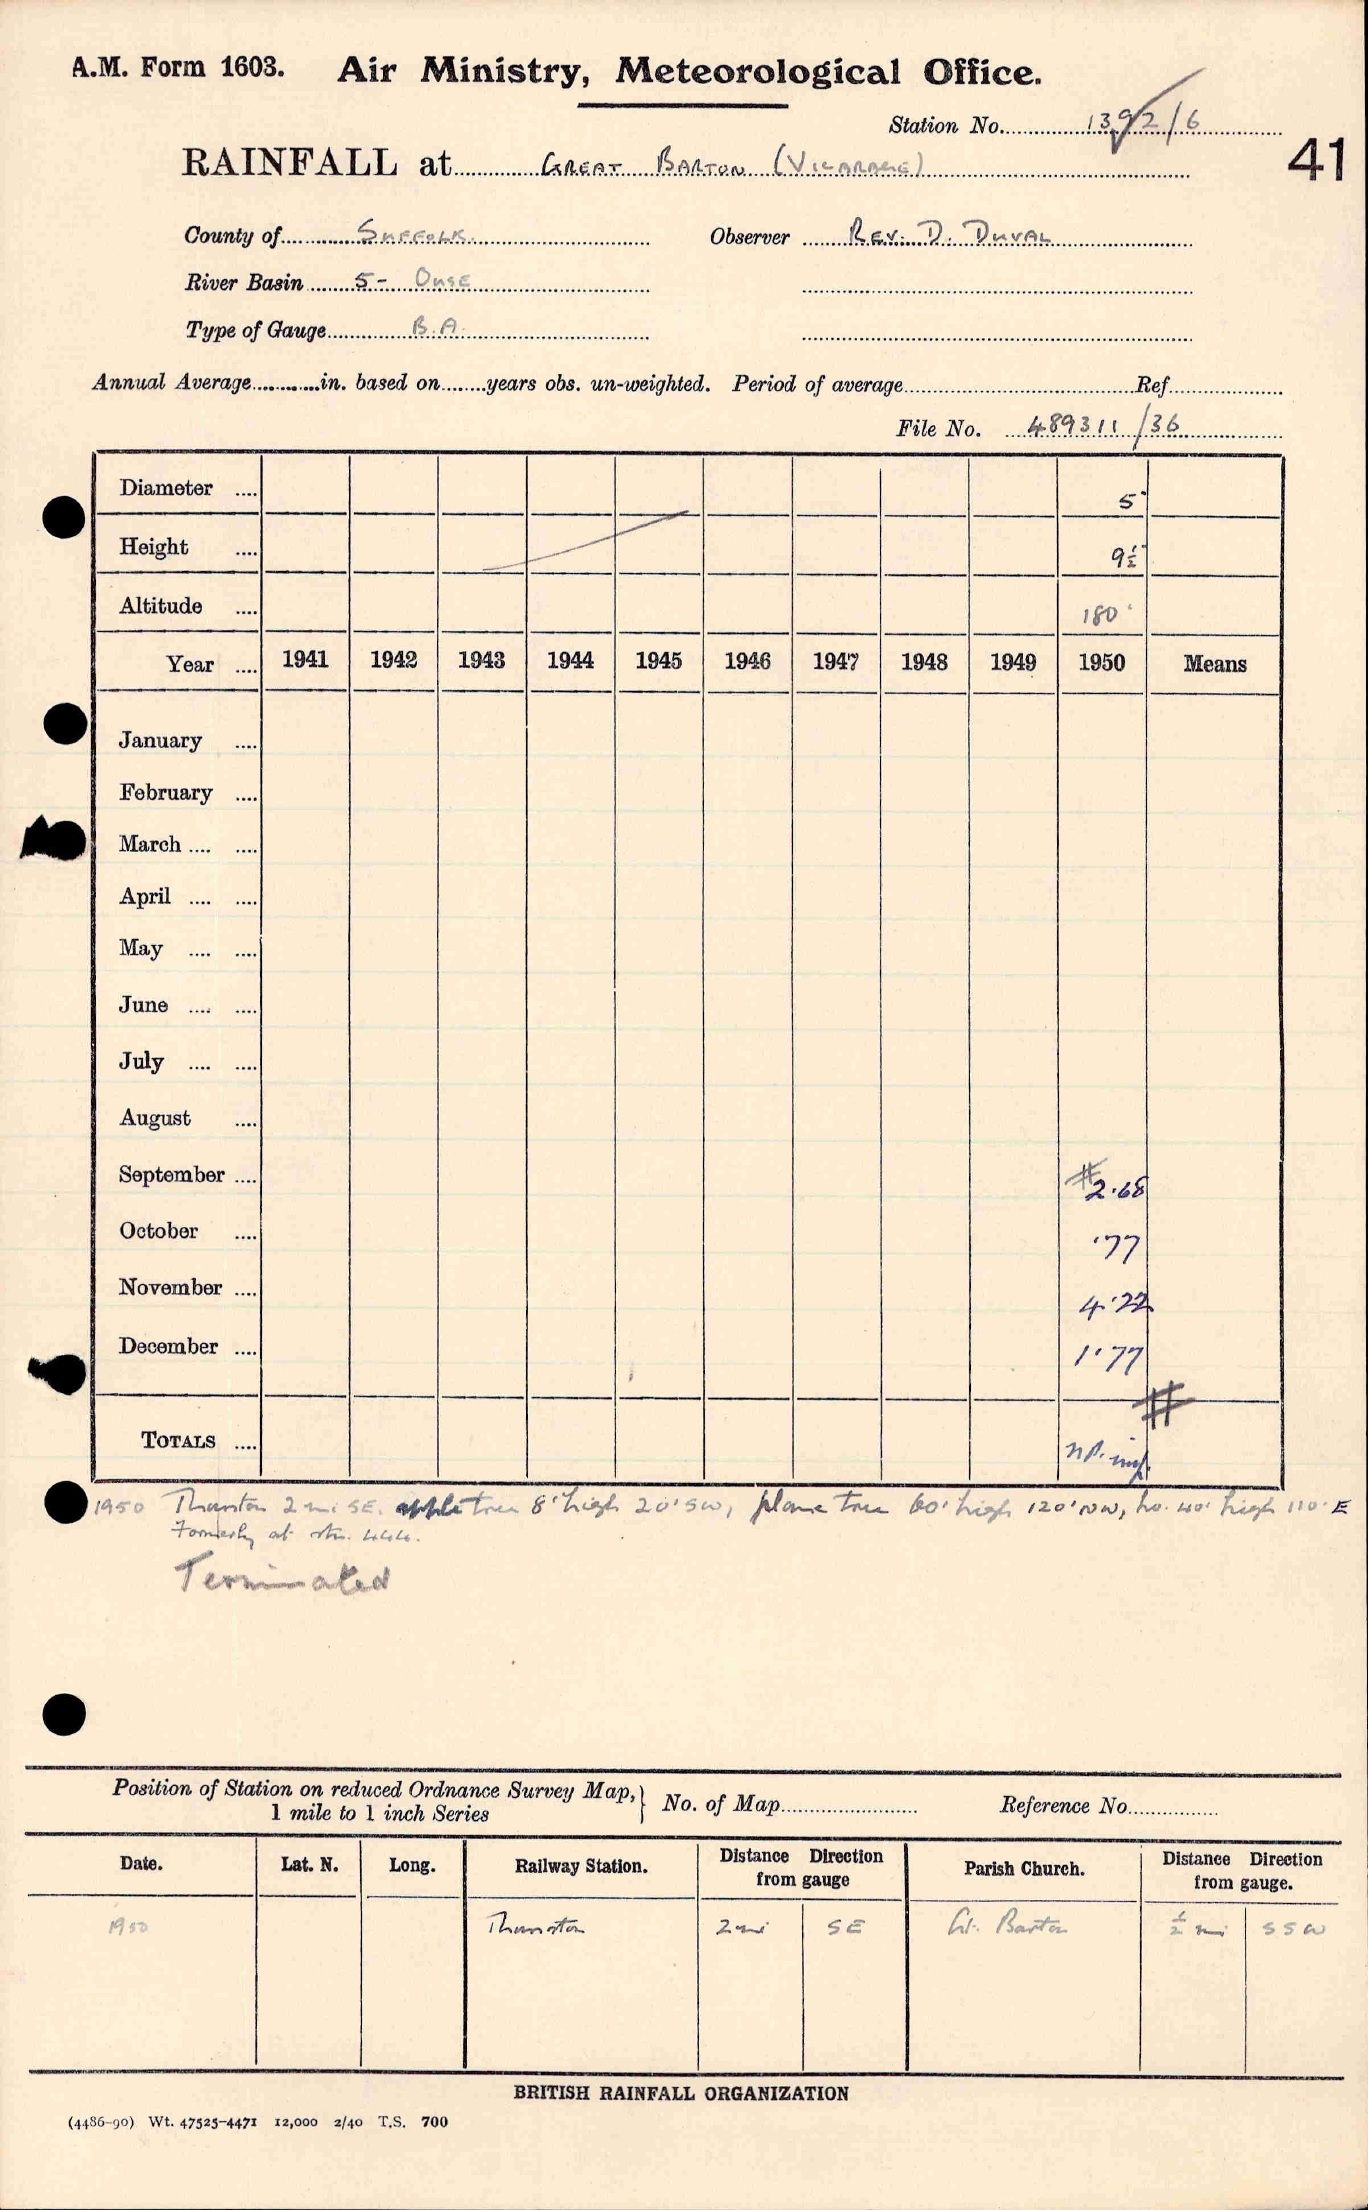 A.M. Form 1603. Air Ministry, Meteorological Office.
Station No. 1392/6
41
RAINFALL at GREAT BARTON (VICARAGE)
County of SUFFOLK. Observer REV. D. DUVAL
River Basin 5- OUSE
Type of Gauge B.A.
Annual Average in. based on years obs. un-weighted. Period of average Ref.
File No. 489311/36
Diameter 5"
Height 9½"
Altitude 180'
Year 1941 1942 1943 1944 1945 1946 1947 1948 1949 1950 Means
January
February
March
April
May
June
July
August
September #2.68
October .77
November 4.22
December 1.77
#
TOTALS
1950 Thurston 2 mi SE. apple tree 8' high 20' SW, plane tree 60' high 120' NW, ho. 40' high 110' E
Formerly at stn. 444.
Terminated
Position of Station on reduced Ordnance Survey Map,} No. of Map Reference No.
1 mile to 1 inch Series
Date. Lat. N. Long. Railway Station. Distance from gauge Direction Parish Church. Distance from gauge. Direction
1950 Thurston 2 mi SE Gt. Barton ½ mi SSW
BRITISH RAINFALL ORGANIZATION
(4486-90) Wt. 47525-4471 12,000 2/40 T.S. 700